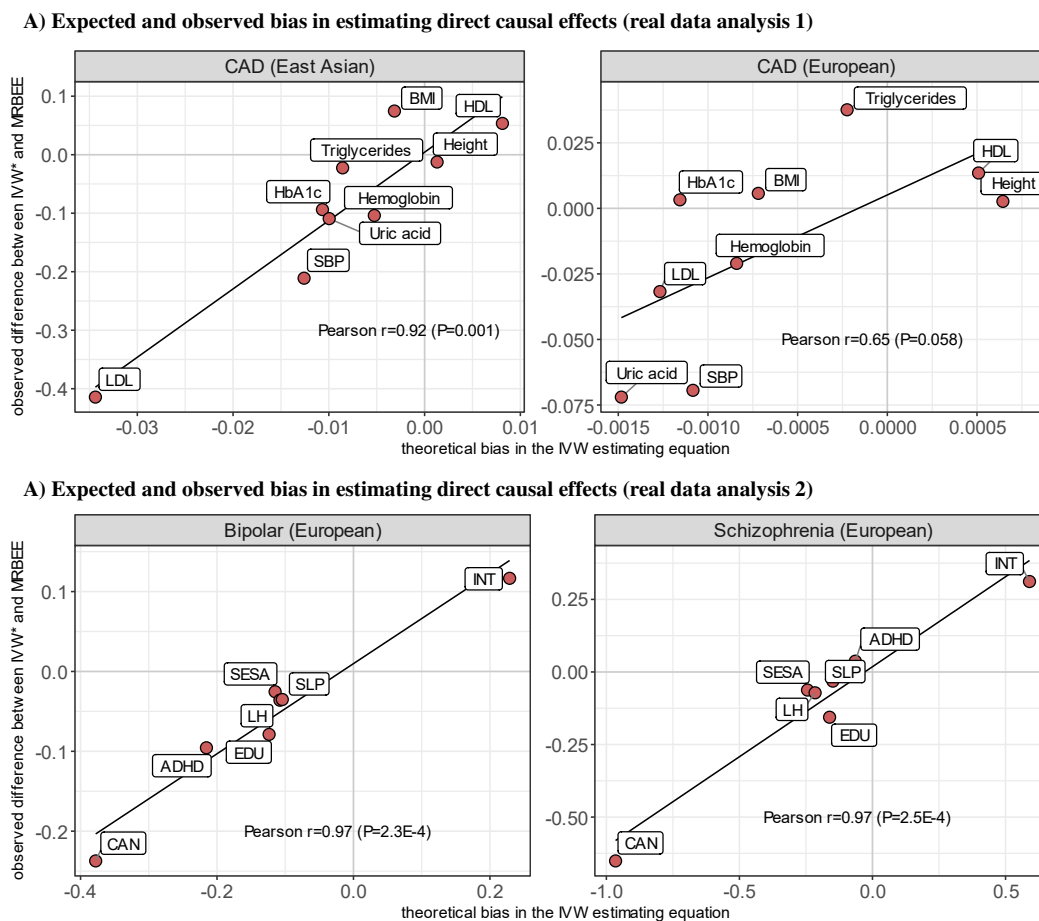 A) Expected and observed bias in estimating direct causal effects (real data analysis 1)
CAD (East Asian)
CAD (European)
observed difference between IVW* and MRBEE
0.1
0.0
-0.1
-0.2
-0.3
-0.4
BMI
HDL
Triglycerides
Height
HbA1c
Hemoglobin
Uric acid
SBP
LDL
Pearson r=0.92 (P=0.001)
-0.03
-0.02
-0.01
0.00
0.01
0.025
0.000
-0.025
-0.050
-0.075
Triglycerides
HDL
HbA1c
BMI
Height
Hemoglobin
LDL
Uric acid
SBP
Pearson r=0.65 (P=0.058)
-0.0015
-0.0010
-0.0005
0.0000
0.0005
theoretical bias in the IVW estimating equation
A) Expected and observed bias in estimating direct causal effects (real data analysis 2)
Bipolar (European)
Schizophrenia (European)
observed difference between IVW* and MRBEE
0.1
0.0
-0.1
-0.2
INT
SESA
SLP
LH
EDU
ADHD
CAN
Pearson r=0.97 (P=2.3E-4)
-0.4
-0.2
0.0
0.2
0.25
0.00
-0.25
-0.50
INT
ADHD
SESA
SLP
LH
EDU
CAN
Pearson r=0.97 (P=2.5E-4)
-1.0
-0.5
0.0
0.5
theoretical bias in the IVW estimating equation